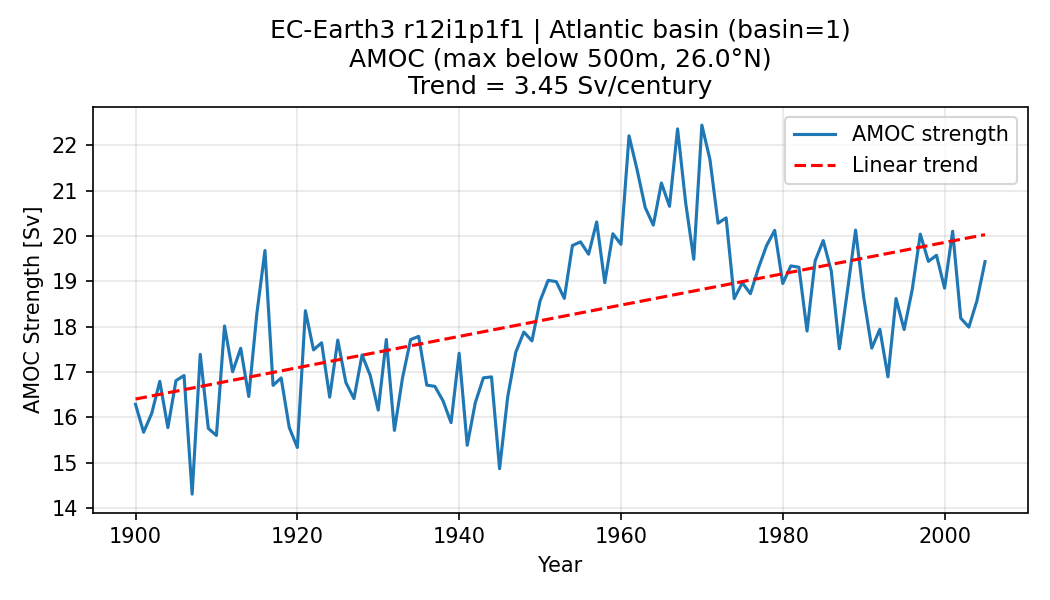 EC-Earth3 r12i1p1f1 | Atlantic basin (basin=1)
AMOC (max below 500m, 26.0°N)
Trend = 3.45 Sv/century
AMOC strength
Linear trend
AMOC Strength [Sv]
22
21
20
19
18
17
16
15
14
1900
1920
1940
1960
1980
2000
Year